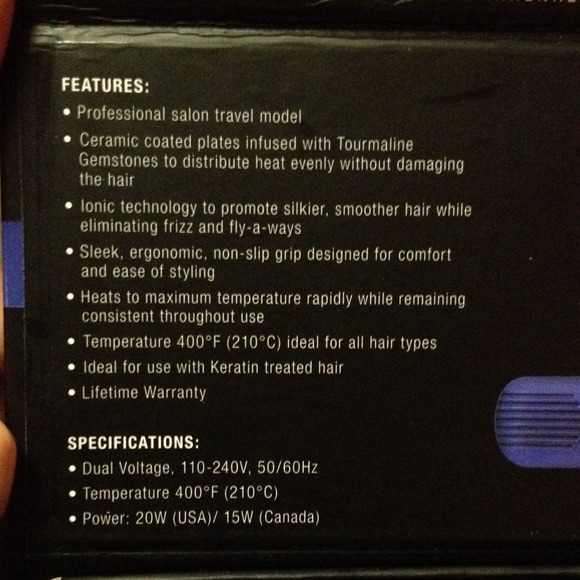 FEATURES:
• Professional salon travel model
• Ceramic coated plates infused with Tourmaline
Gemstones to distribute heat evenly without damaging
the hair
• Ionic technology to promote silkier, smoother hair while
eliminating frizz and fly-a-ways
• Sleek, ergonomic, non-slip grip designed for comfort
and ease of styling
• Heats to maximum temperature rapidly while remaining
consistent throughout use
• Temperature 400°F (210°C) ideal for all hair types
• Ideal for use with Keratin treated hair
• Lifetime Warranty
SPECIFICATIONS:
• Dual Voltage, 110-240V, 50/60Hz
• Temperature 400°F (210°C)
• Power: 20W (USA)/ 15W (Canada)